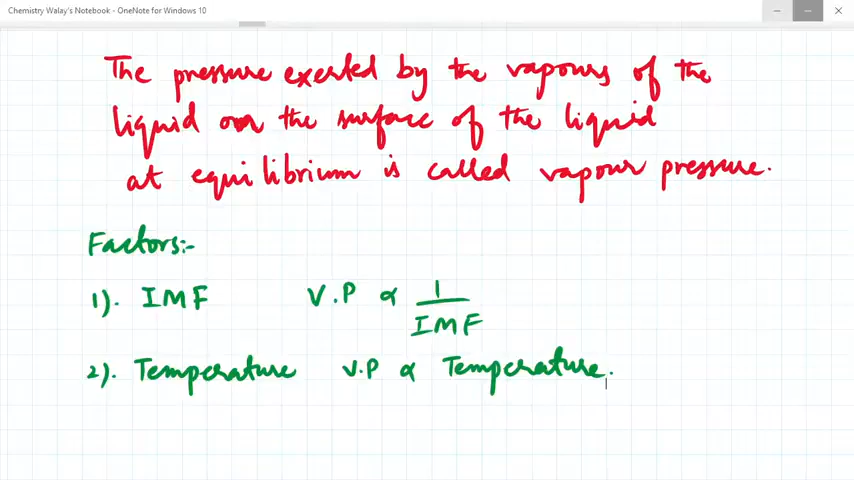 Chemistry Walay's Notebook - OneNote for Windows 10
The pressure exerted by the vapours of the
liquid on the surface of the liquid
at equilibrium is called vapour pressure.
Factors:-
1). IMF V.P ∝ 1/IMF
2). Temperature V.P ∝ Temperature.